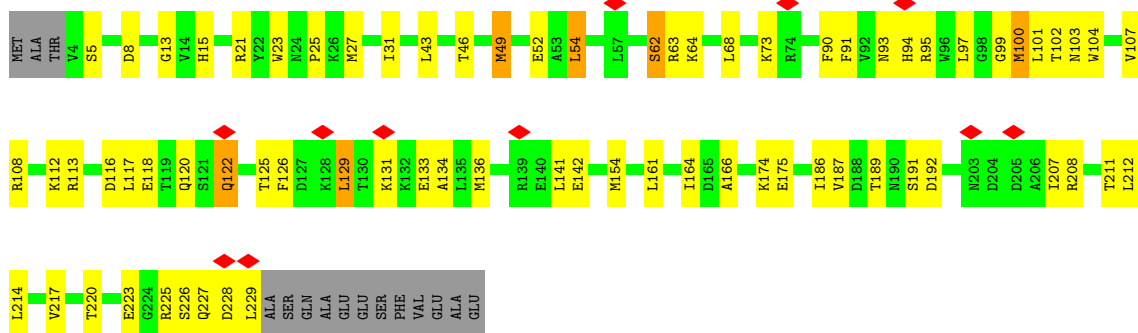 MET ALA THR V4 S5 D8 G13 V14 H15 R21 Y22 W23 N24 P25 K26 M27 I31 L43 T46 M49 E52 A53 L54 L57 S62 R63 K64 L68 K73 R74 F90 F91 V92 N93 H94 R95 W96 L97 G98 G99 M100 L101 T102 N103 W104 V107
R108 K112 R113 D116 L117 E118 T119 Q120 S121 Q122 T125 F126 D127 K128 L129 T130 K131 K132 E133 A134 L135 M136 R139 E140 L141 E142 M154 L161 I164 D165 A166 K174 E175 I186 V187 D188 T189 N190 S191 D192 N203 D204 D205 A206 I207 R208 T211 L212
L214 V217 T220 E223 G224 R225 S226 Q227 D228 L229 ALA SER GLN ALA GLU GLU SER PHE VAL GLU ALA GLU